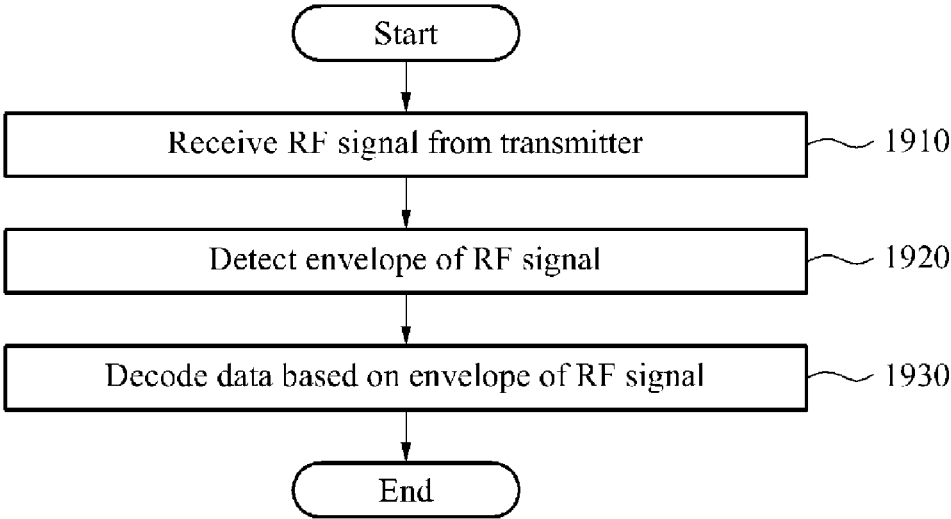 Start
Receive RF signal from transmitter
1910
Detect envelope of RF signal
1920
Decode data based on envelope of RF signal
1930
End